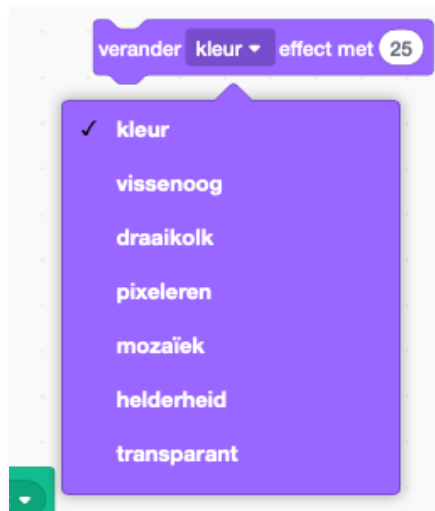 verander kleur effect met 25
✓ kleur
vissenoog
draaikolk
pixeleren
mozaïek
helderheid
transparant